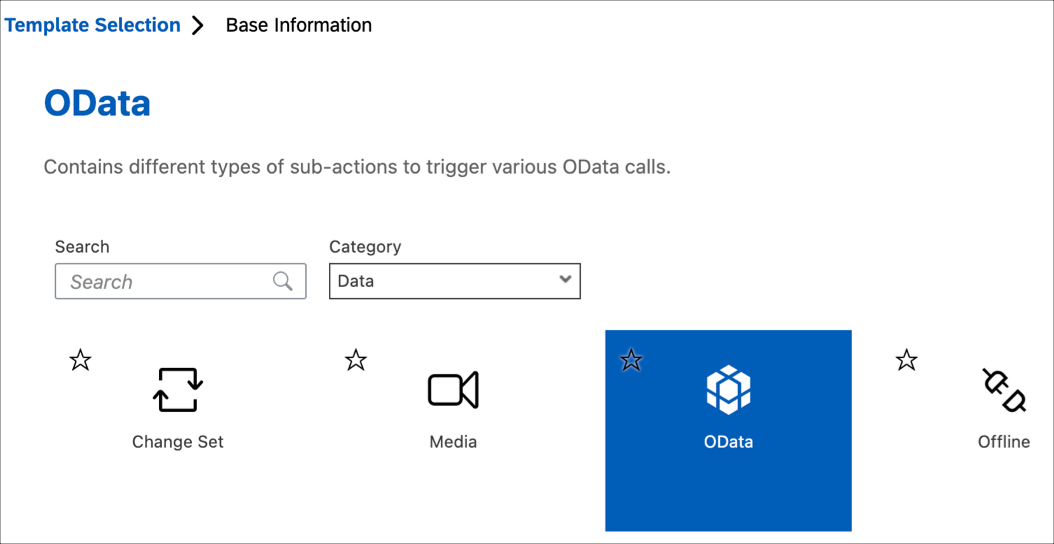 Template Selection > Base Information
OData
Contains different types of sub-actions to trigger various OData calls.
Search Category
Search Data
Change Set Media OData Offline